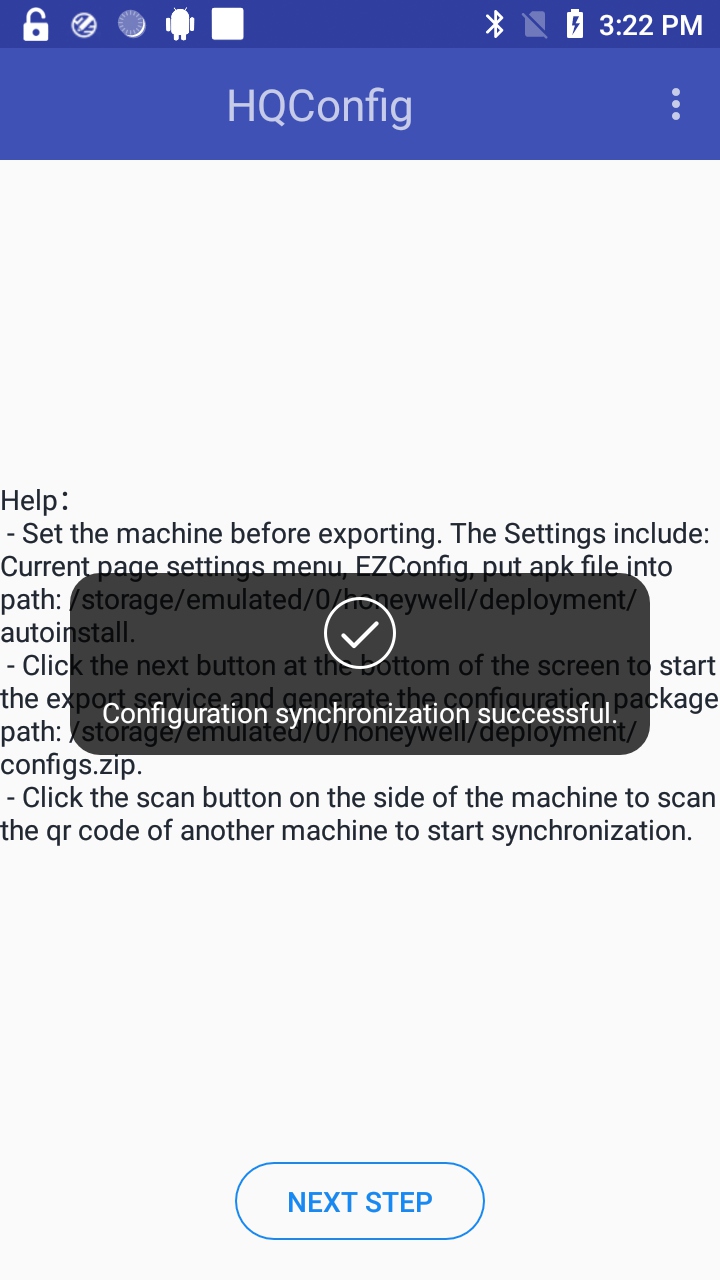 3:22 PM
HQConfig
Help：
- Set the machine before exporting. The Settings include:
Current page settings menu, EZConfig, put apk file into
path: /storage/emulated/0/honeywell/deployment/
autoinstall.
- Click the next button at the bottom of the screen to start
the export service and generate the configuration package
Configuration synchronization successful.
path: /storage/emulated/0/honeywell/deployment/
configs.zip.
- Click the scan button on the side of the machine to scan
the qr code of another machine to start synchronization.
NEXT STEP